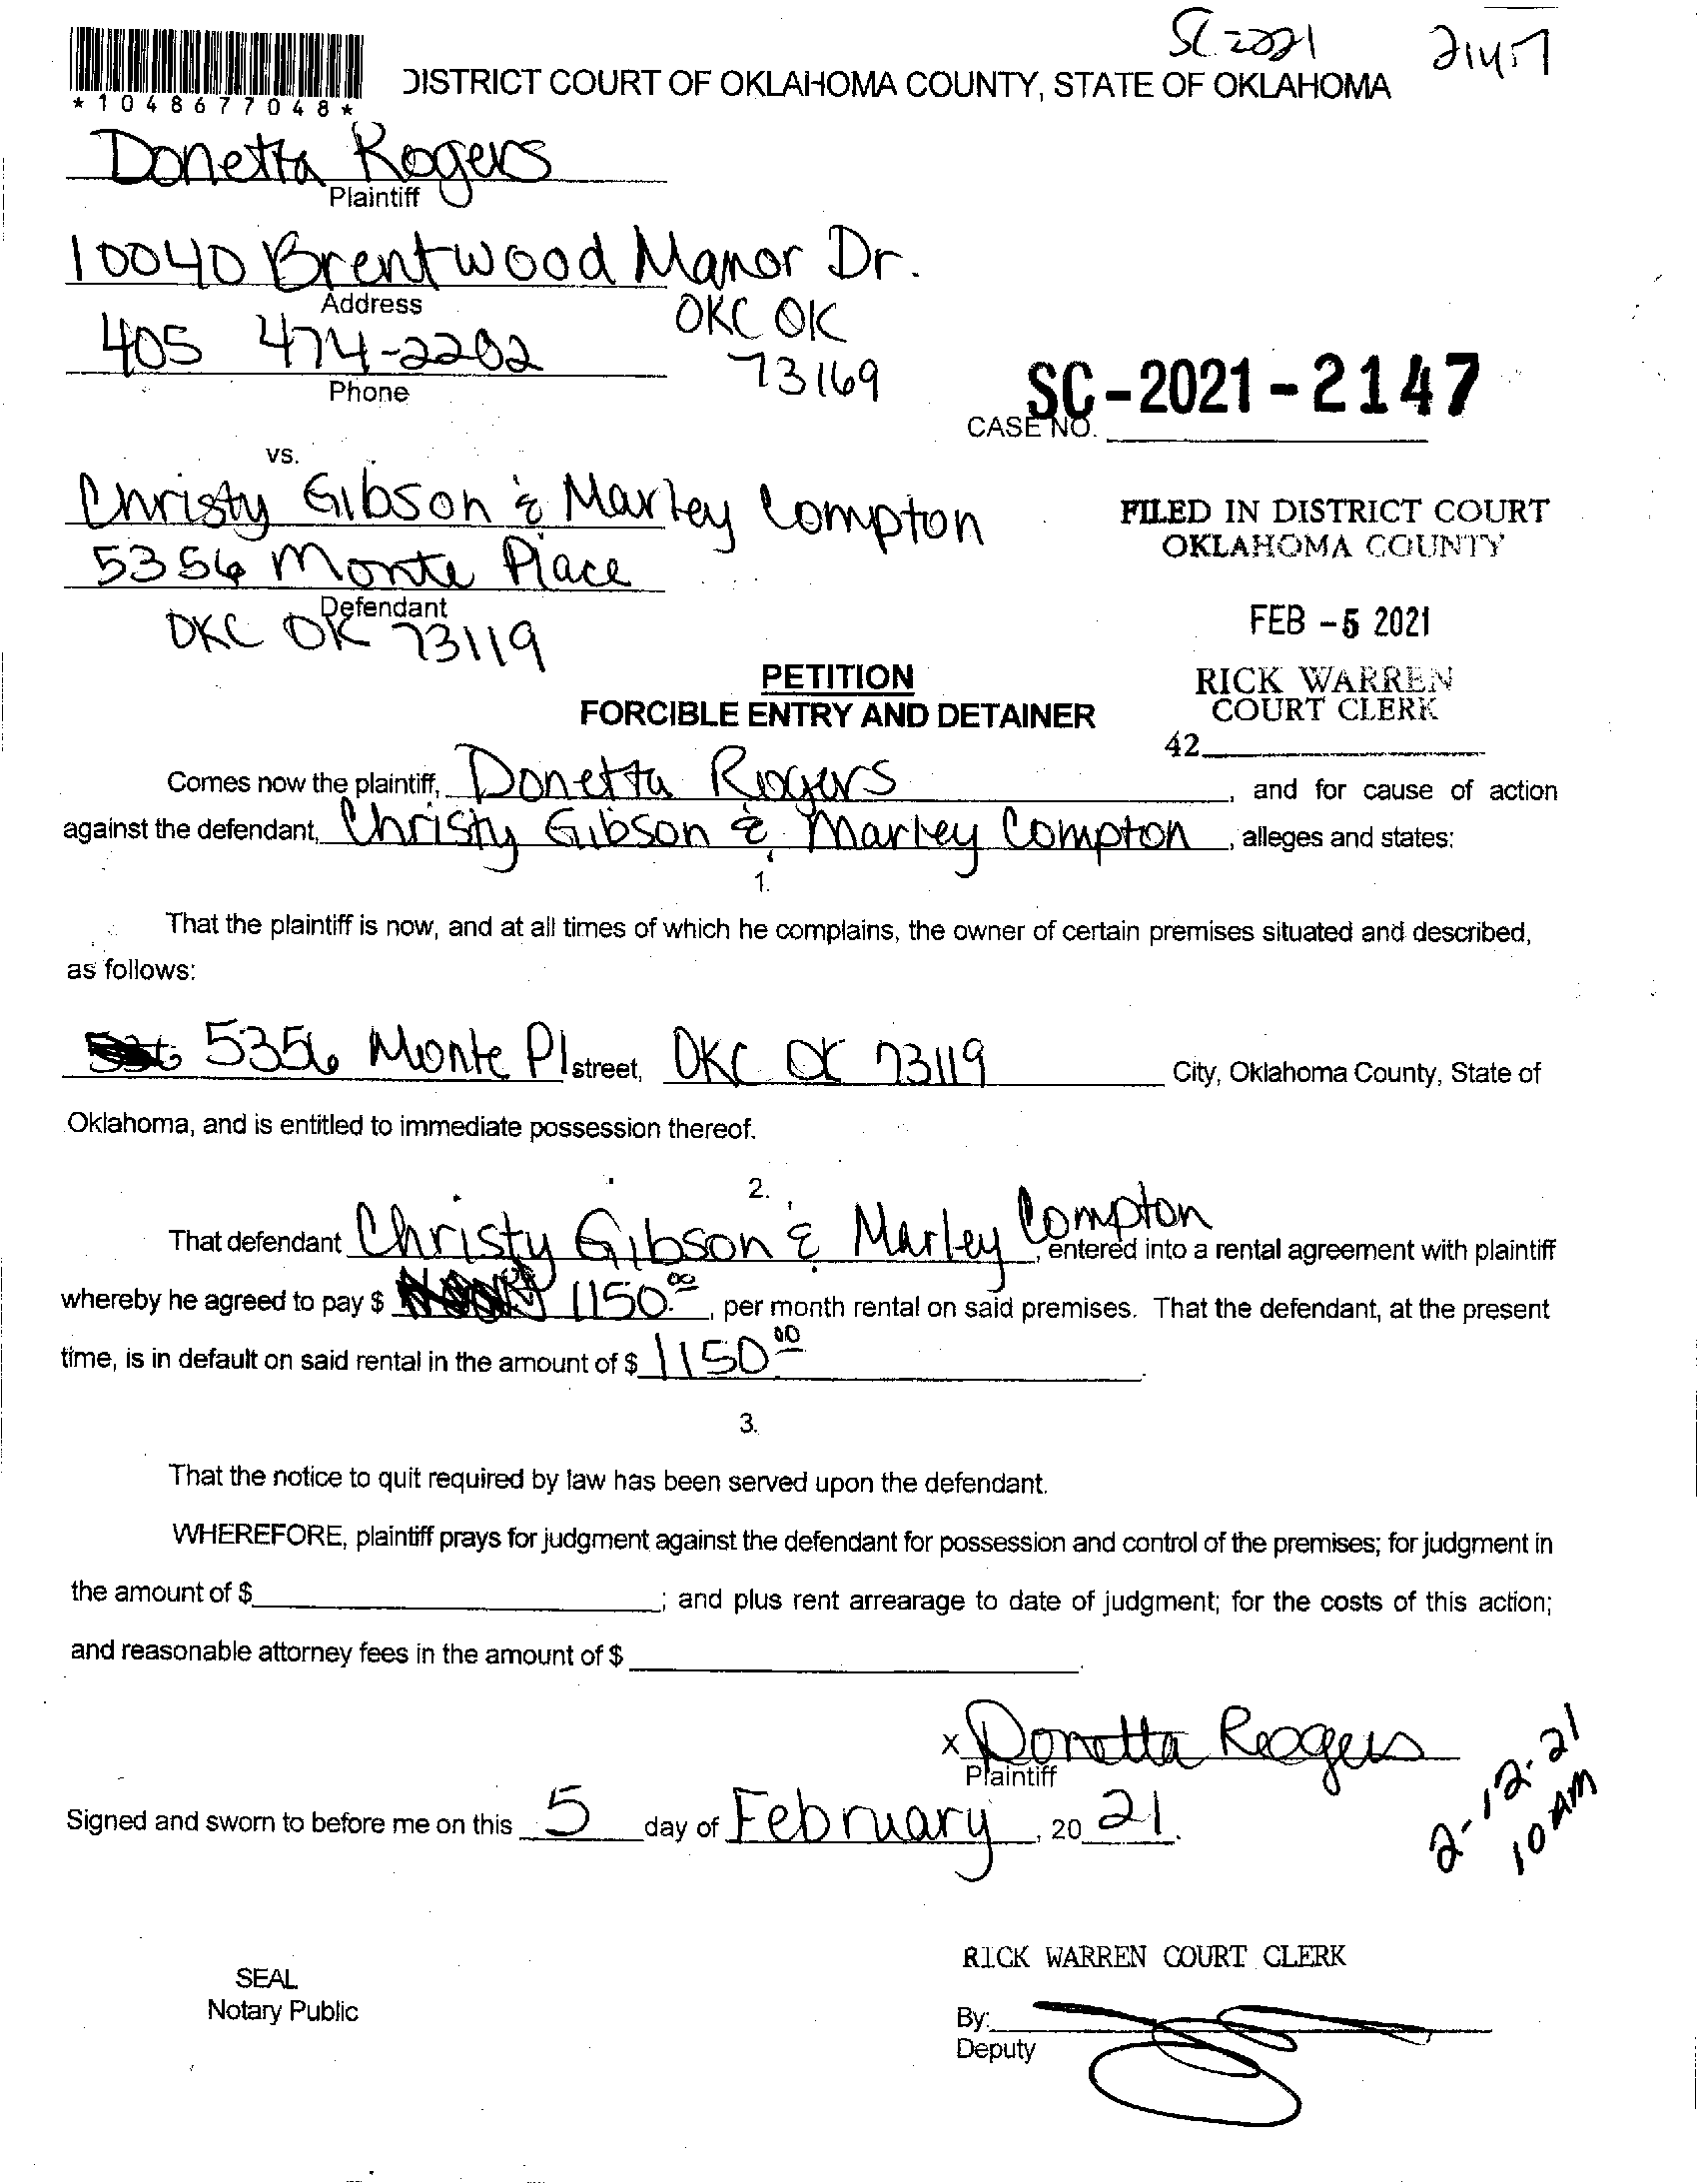 SC 2021 2147
*1048677048*
DISTRICT COURT OF OKLAHOMA COUNTY, STATE OF OKLAHOMA
Donetta Rogers
Plaintiff
10040 Brentwood Manor Dr.
Address
OKC OK
405 474-2202
73169
Phone
SC-2021-2147
CASE NO.
vs.
Christy Gibson & Marley Compton
5356 Monte Place
Defendant
OKC OK 73119
FILED IN DISTRICT COURT
OKLAHOMA COUNTY
FEB -5 2021
RICK WARREN
COURT CLERK
42
PETITION
FORCIBLE ENTRY AND DETAINER
Comes now the plaintiff, Donetta Rogers, and for cause of action
against the defendant, Christy Gibson & Marley Compton, alleges and states:
1.
That the plaintiff is now, and at all times of which he complains, the owner of certain premises situated and described,
as follows:
5356 Monte Pl street, OKC OK 73119 City, Oklahoma County, State of
Oklahoma, and is entitled to immediate possession thereof.
2.
That defendant Christy Gibson & Marley Compton, entered into a rental agreement with plaintiff
whereby he agreed to pay $ 1150.00, per month rental on said premises. That the defendant, at the present
time, is in default on said rental in the amount of $ 1150.00.
3.
That the notice to quit required by law has been served upon the defendant.
WHEREFORE, plaintiff prays for judgment against the defendant for possession and control of the premises; for judgment in
the amount of $ ; and plus rent arrearage to date of judgment; for the costs of this action;
and reasonable attorney fees in the amount of $ .
x Donetta Rogers
Plaintiff
Signed and sworn to before me on this 5 day of February, 20 21.
2-12-21
10 AM
RICK WARREN COURT CLERK
SEAL
Notary Public
By:
Deputy